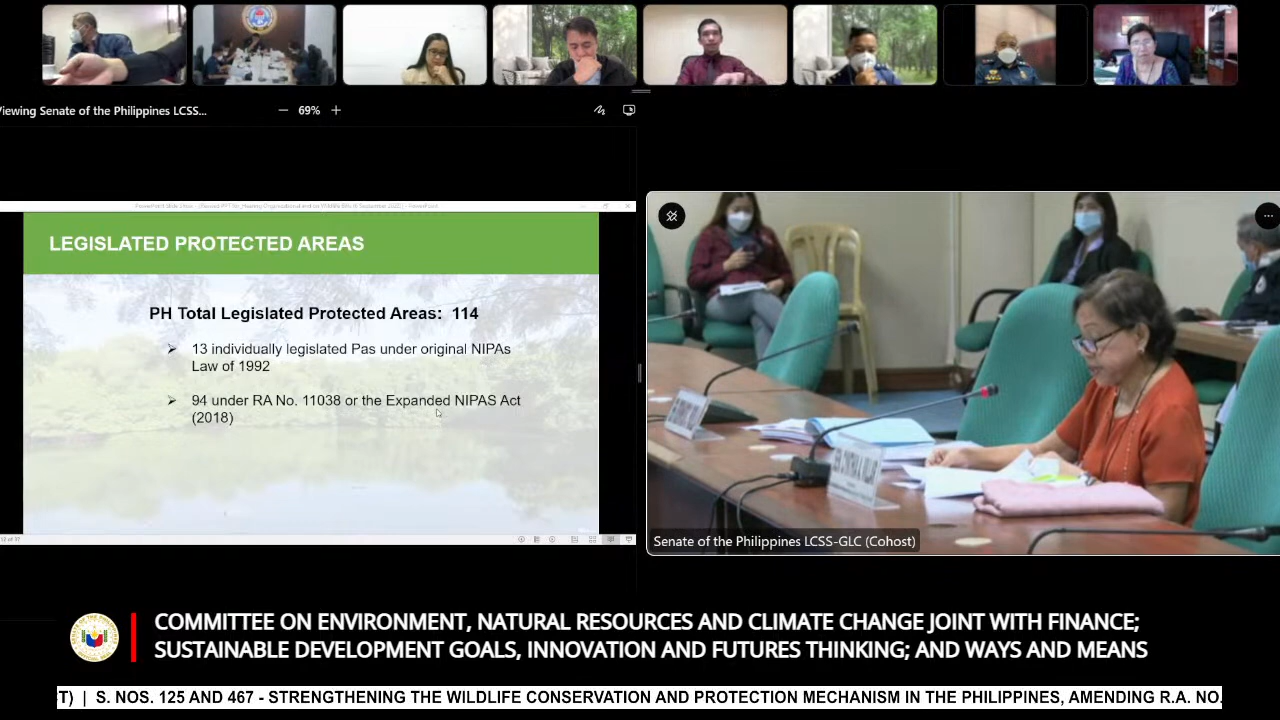 Viewing Senate of the Philippines LCSS...
69%
LEGISLATED PROTECTED AREAS
PH Total Legislated Protected Areas: 114
13 individually legislated Pas under original NIPAs
Law of 1992
94 under RA No. 11038 or the Expanded NIPAS Act
(2018)
SEN. CYNTHIA A. VILLAR
Senate of the Philippines LCSS-GLC (Cohost)
COMMITTEE ON ENVIRONMENT, NATURAL RESOURCES AND CLIMATE CHANGE JOINT WITH FINANCE;
SUSTAINABLE DEVELOPMENT GOALS, INNOVATION AND FUTURES THINKING; AND WAYS AND MEANS
T) | S. NOS. 125 AND 467 - STRENGTHENING THE WILDLIFE CONSERVATION AND PROTECTION MECHANISM IN THE PHILIPPINES, AMENDING R.A. NO.